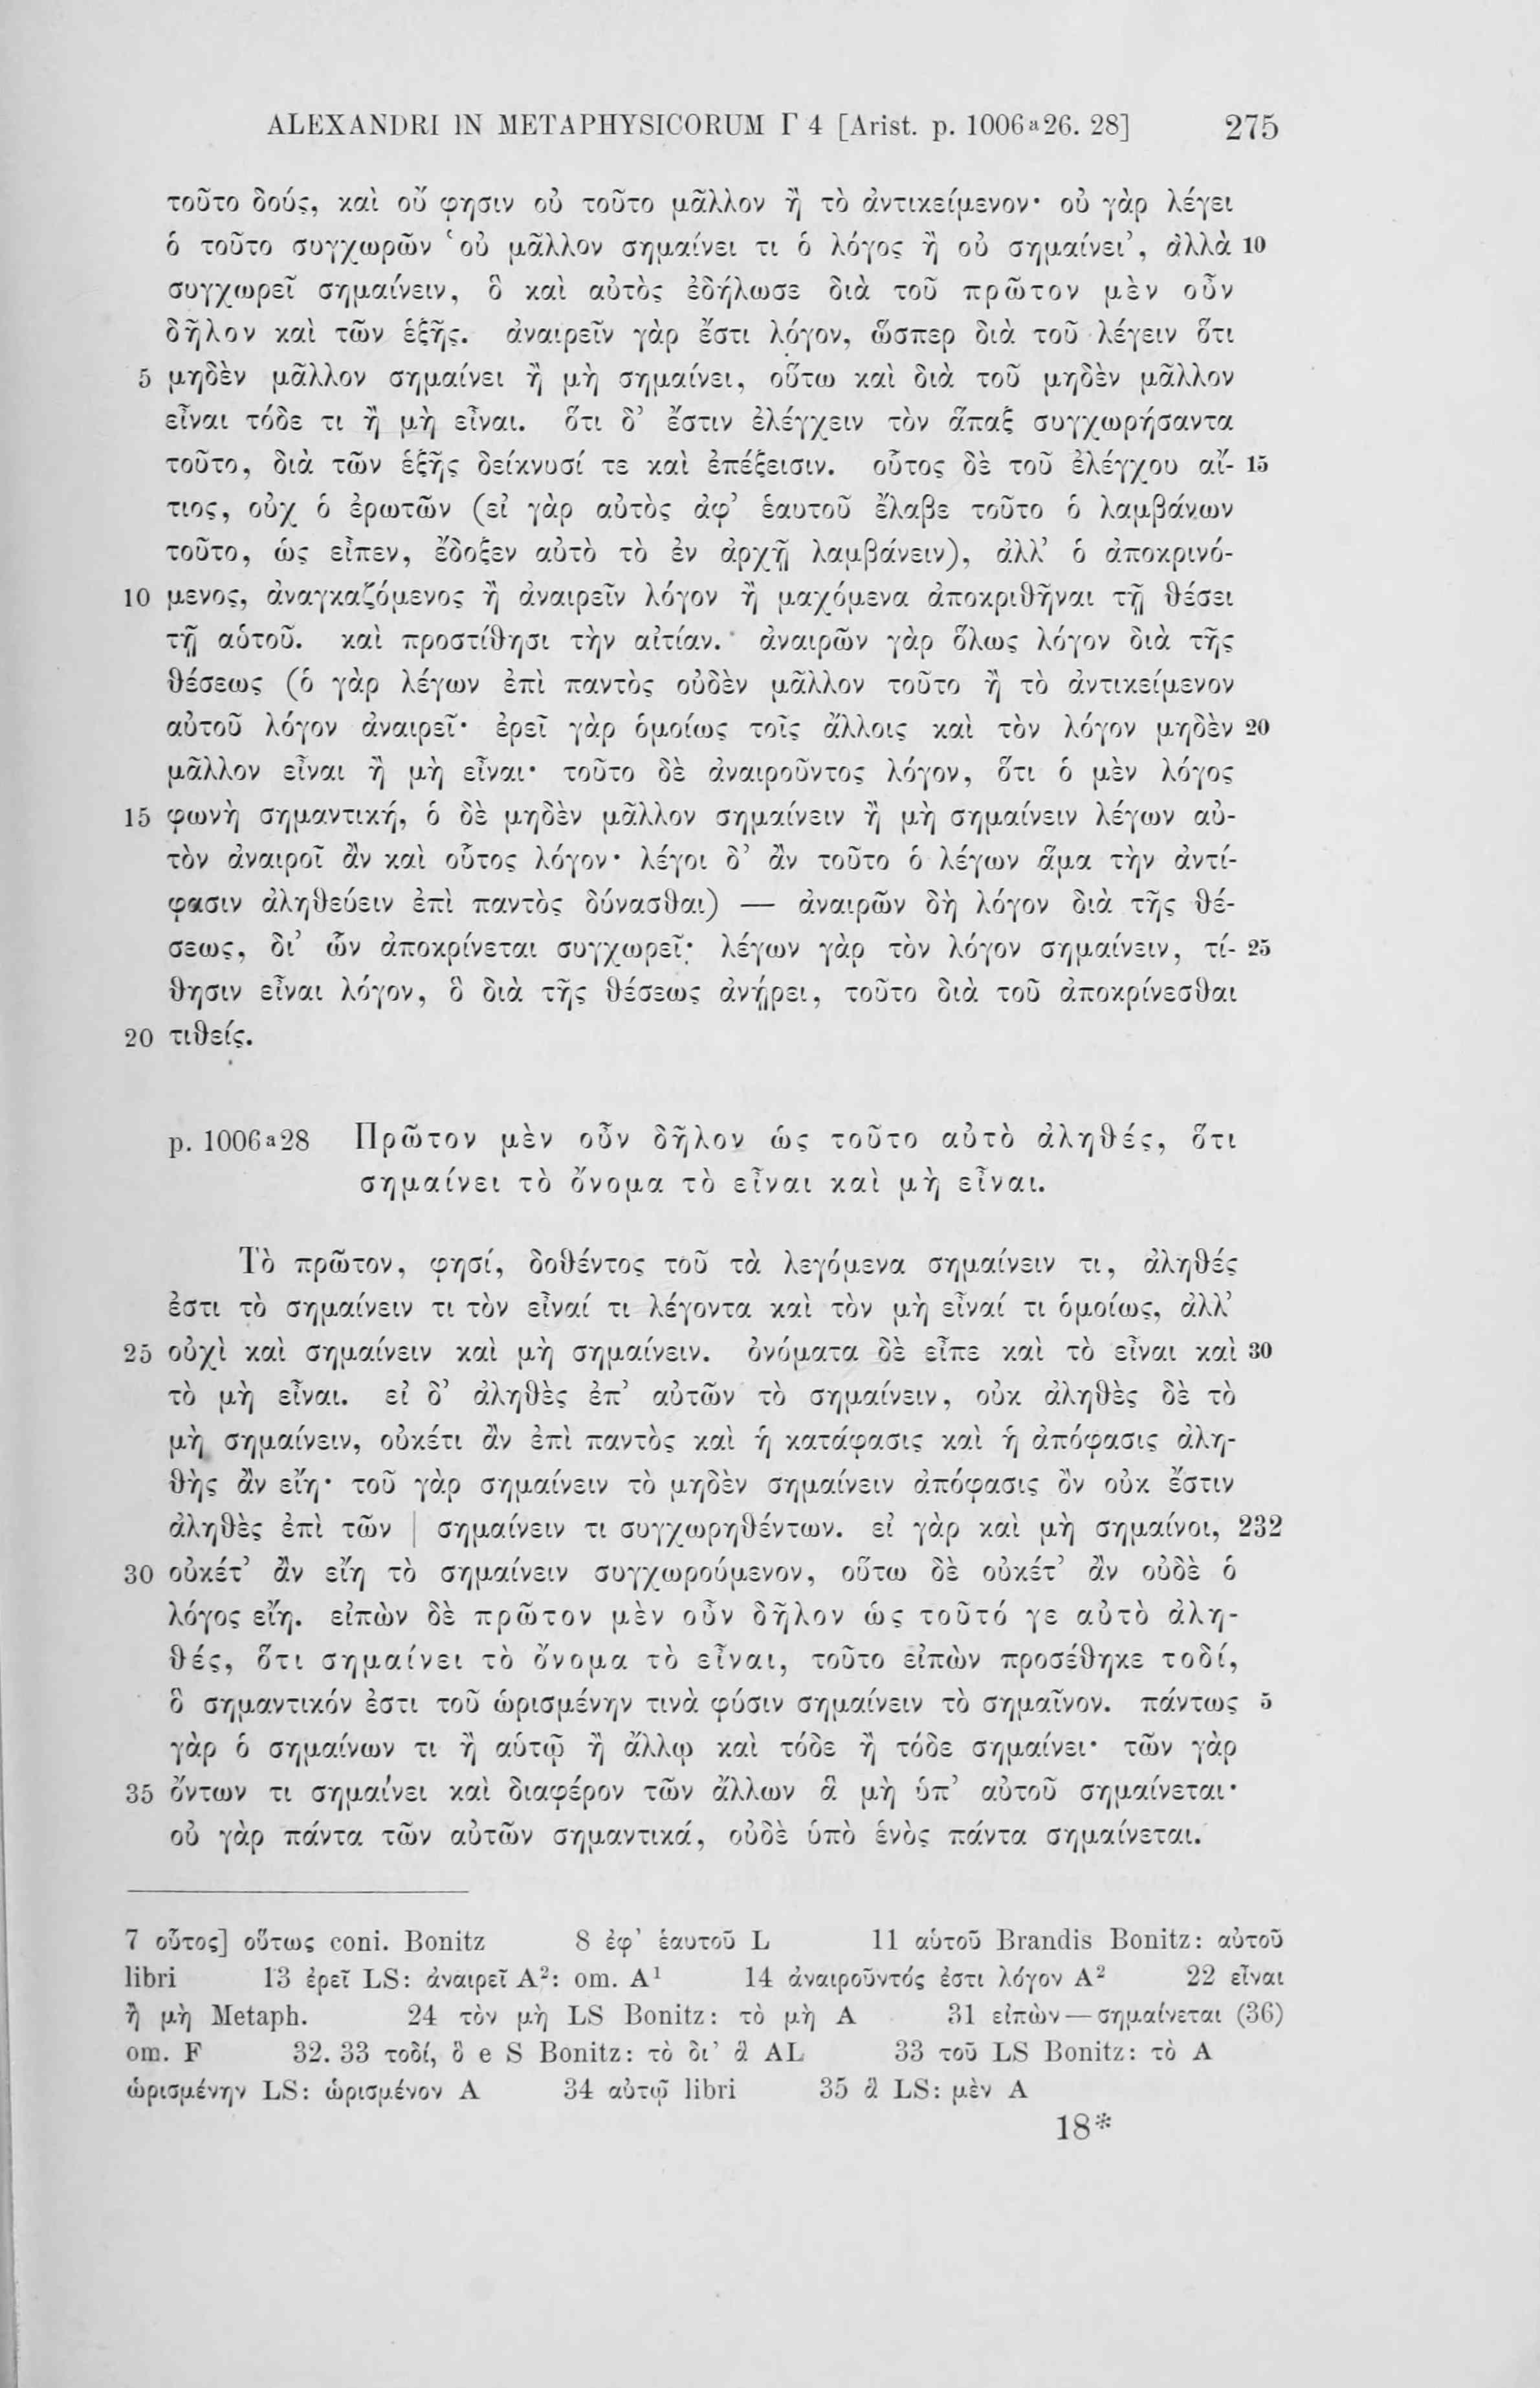 ALEXANDRI IN METAPHYSICORUM Γ 4 [Arist. p. 1006ᵃ26. 28] 275
τοῦτο δούς, καὶ οὔ φησιν οὐ τοῦτο μᾶλλον ἢ τὸ ἀντικείμενον· οὐ γὰρ λέγει
ὁ τοῦτο συγχωρῶν ‘οὐ μᾶλλον σημαίνει τι ὁ λόγος ἢ οὐ σημαίνει’, ἀλλὰ 10
συγχωρεῖ σημαίνειν, ὃ καὶ αὐτὸς ἐδήλωσε διὰ τοῦ πρῶτον μὲν οὖν
δῆλον καὶ τῶν ἑξῆς. ἀναιρεῖν γὰρ ἔστι λόγον, ὥσπερ διὰ τοῦ λέγειν ὅτι
5 μηδὲν μᾶλλον σημαίνει ἢ μὴ σημαίνει, οὕτω καὶ διὰ τοῦ μηδὲν μᾶλλον
εἶναι τόδε τι ἢ μὴ εἶναι. ὅτι δ’ ἔστιν ἐλέγχειν τὸν ἅπαξ συγχωρήσαντα
τοῦτο, διὰ τῶν ἑξῆς δείκνυσί τε καὶ ἐπέξεισιν. οὗτος δὲ τοῦ ἐλέγχου αἴ- 15
τιος, οὐχ ὁ ἐρωτῶν (εἰ γὰρ αὐτὸς ἀφ’ ἑαυτοῦ ἔλαβε τοῦτο ὁ λαμβάνων
τοῦτο, ὡς εἶπεν, ἔδοξεν αὐτὸ τὸ ἐν ἀρχῇ λαμβάνειν), ἀλλ’ ὁ ἀποκρινό-
10 μενος, ἀναγκαζόμενος ἢ ἀναιρεῖν λόγον ἢ μαχόμενα ἀποκριθῆναι τῇ θέσει
τῇ αὑτοῦ. καὶ προστίθησι τὴν αἰτίαν. ἀναιρῶν γὰρ ὅλως λόγον διὰ τῆς
θέσεως (ὁ γὰρ λέγων ἐπὶ παντὸς οὐδὲν μᾶλλον τοῦτο ἢ τὸ ἀντικείμενον
αὐτοῦ λόγον ἀναιρεῖ· ἐρεῖ γὰρ ὁμοίως τοῖς ἄλλοις καὶ τὸν λόγον μηδὲν 20
μᾶλλον εἶναι ἢ μὴ εἶναι· τοῦτο δὲ ἀναιροῦντος λόγον, ὅτι ὁ μὲν λόγος
15 φωνὴ σημαντική, ὁ δὲ μηδὲν μᾶλλον σημαίνειν ἢ μὴ σημαίνειν λέγων αὐ-
τὸν ἀναιροῖ ἂν καὶ οὗτος λόγον· λέγοι δ’ ἂν τοῦτο ὁ λέγων ἅμα τὴν ἀντί-
φασιν ἀληθεύειν ἐπὶ παντὸς δύνασθαι) — ἀναιρῶν δὴ λόγον διὰ τῆς θέ-
σεως, δι’ ὧν ἀποκρίνεται συγχωρεῖ· λέγων γὰρ τὸν λόγον σημαίνειν, τί- 25
θησιν εἶναι λόγον, ὃ διὰ τῆς θέσεως ἀνῄρει, τοῦτο διὰ τοῦ ἀποκρίνεσθαι
20 τιθείς.
p. 1006ᵃ28 Πρῶτον μὲν οὖν δῆλον ὡς τοῦτο αὐτὸ ἀληθές, ὅτι
σημαίνει τὸ ὄνομα τὸ εἶναι καὶ μὴ εἶναι.
Τὸ πρῶτον, φησί, δοθέντος τοῦ τὰ λεγόμενα σημαίνειν τι, ἀληθές
ἐστι τὸ σημαίνειν τι τὸν εἶναί τι λέγοντα καὶ τὸν μὴ εἶναί τι ὁμοίως, ἀλλ’
25 οὐχὶ καὶ σημαίνειν καὶ μὴ σημαίνειν. ὀνόματα δὲ εἶπε καὶ τὸ εἶναι καὶ 30
τὸ μὴ εἶναι. εἰ δ’ ἀληθὲς ἐπ’ αὐτῶν τὸ σημαίνειν, οὐκ ἀληθὲς δὲ τὸ
μὴ σημαίνειν, οὐκέτι ἂν ἐπὶ παντὸς καὶ ἡ κατάφασις καὶ ἡ ἀπόφασις ἀλη-
θὴς ἂν εἴη· τοῦ γὰρ σημαίνειν τὸ μηδὲν σημαίνειν ἀπόφασις ὂν οὐκ ἔστιν
ἀληθὲς ἐπὶ τῶν | σημαίνειν τι συγχωρηθέντων. εἰ γὰρ καὶ μὴ σημαίνοι, 232
30 οὐκέτ’ ἂν εἴη τὸ σημαίνειν συγχωρούμενον, οὕτω δὲ οὐκέτ’ ἂν οὐδὲ ὁ
λόγος εἴη. εἰπὼν δὲ πρῶτον μὲν οὖν δῆλον ὡς τοῦτό γε αὐτὸ ἀλη-
θές, ὅτι σημαίνει τὸ ὄνομα τὸ εἶναι, τοῦτο εἰπὼν προσέθηκε τοδί,
ὃ σημαντικόν ἐστι τοῦ ὡρισμένην τινὰ φύσιν σημαίνειν τὸ σημαῖνον. πάντως 5
γὰρ ὁ σημαίνων τι ἢ αὑτῷ ἢ ἄλλῳ καὶ τόδε ἢ τόδε σημαίνει· τῶν γὰρ
35 ὄντων τι σημαίνει καὶ διαφέρον τῶν ἄλλων ἃ μὴ ὑπ’ αὐτοῦ σημαίνεται·
οὐ γὰρ πάντα τῶν αὐτῶν σημαντικά, οὐδὲ ὑπὸ ἑνὸς πάντα σημαίνεται.
7 οὗτος] οὕτως coni. Bonitz 8 ἐφ’ ἑαυτοῦ L 11 αὑτοῦ Brandis Bonitz: αὐτοῦ
libri 13 ἐρεῖ LS: ἀναιρεῖ A²: om. A¹ 14 ἀναιροῦντός ἐστι λόγον A² 22 εἶναι
ἢ μὴ Metaph. 24 τὸν μὴ LS Bonitz: τὸ μὴ A 31 εἰπὼν—σημαίνεται (36)
om. F 32. 33 τοδί, ὃ e S Bonitz: τὸ δι’ ἃ AL 33 τοῦ LS Bonitz: τὸ A
ὡρισμένην LS: ὡρισμένον A 34 αὐτῷ libri 35 ἃ LS: μὲν A
18*